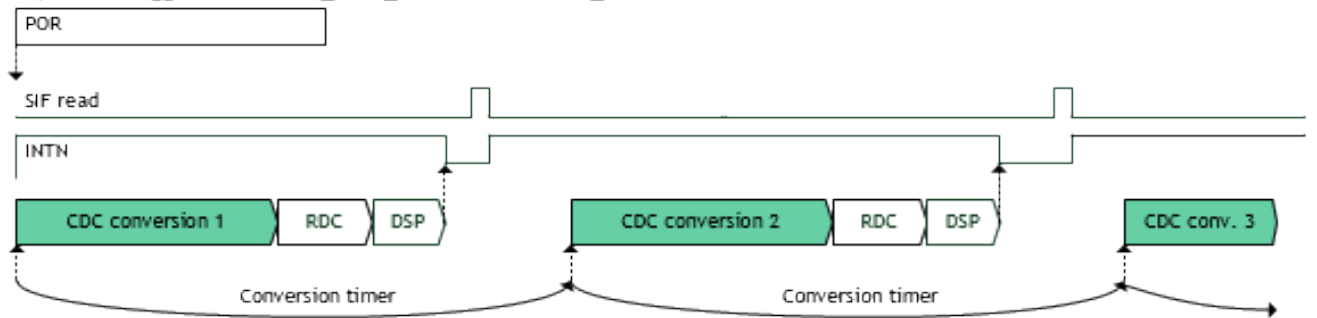 POR
SIF read
INTN
CDC conversion 1 RDC DSP CDC conversion 2 RDC DSP CDC conv. 3
Conversion timer Conversion timer